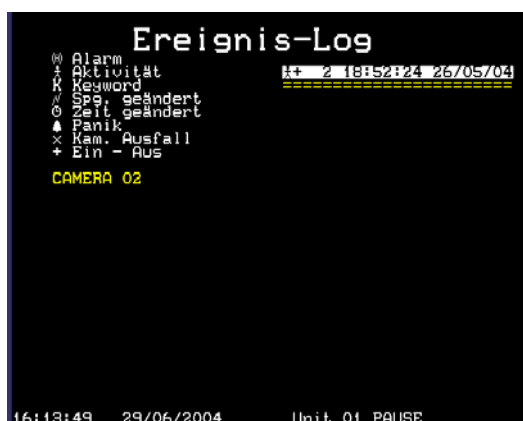 Ereignis-Log
Alarm
Aktivität
K Keyword
Spg. geändert
Zeit geändert
Panik
× Kam. Ausfall
+ Ein - Aus
+ 2 18:52:24 26/05/04
=======================
CAMERA 02
16:13:49 29/06/2004 Unit 01 PAUSE